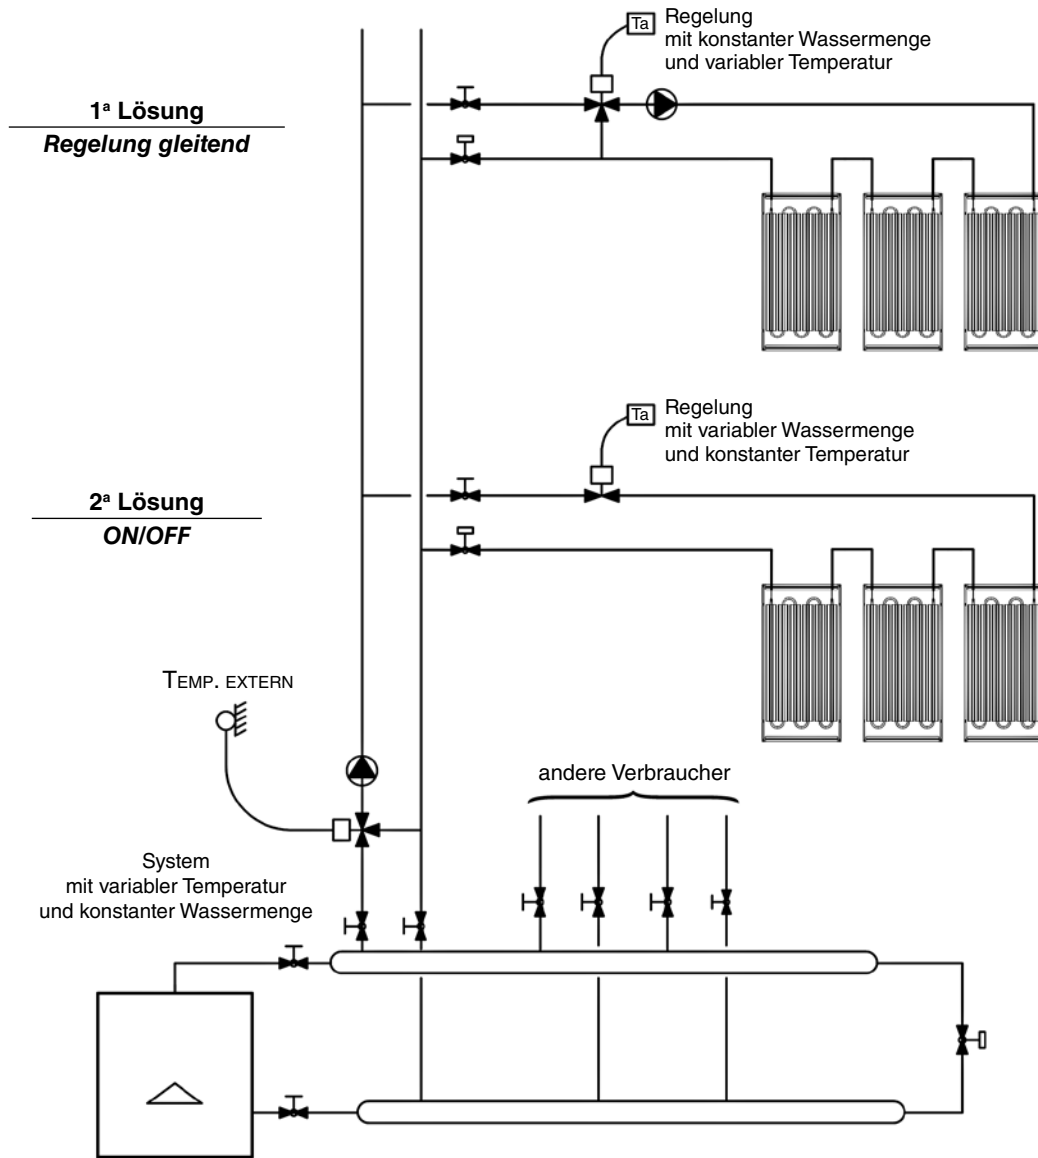 Ta
Regelung
mit konstanter Wassermenge
und variabler Temperatur
1ª Lösung
Regelung gleitend
Ta
Regelung
mit variabler Wassermenge
und konstanter Temperatur
2ª Lösung
ON/OFF
TEMP. EXTERN
andere Verbraucher
System
mit variabler Temperatur
und konstanter Wassermenge